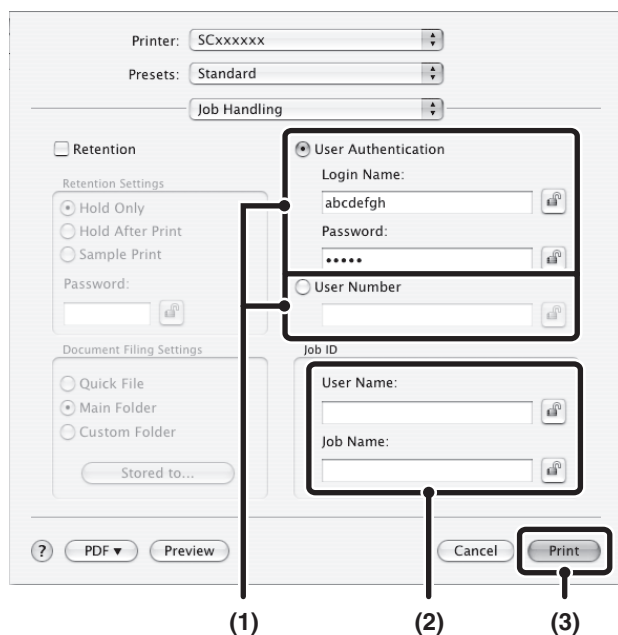 Printer: SCxxxxxx
Presets: Standard
Job Handling
Retention
Retention Settings
Hold Only
Hold After Print
Sample Print
Password:
User Authentication
Login Name:
abcdefgh
Password:
•••••
User Number
Document Filing Settings
Quick File
Main Folder
Custom Folder
Stored to...
Job ID
User Name:
Job Name:
? PDF▼ Preview Cancel Print
(1) (2) (3)